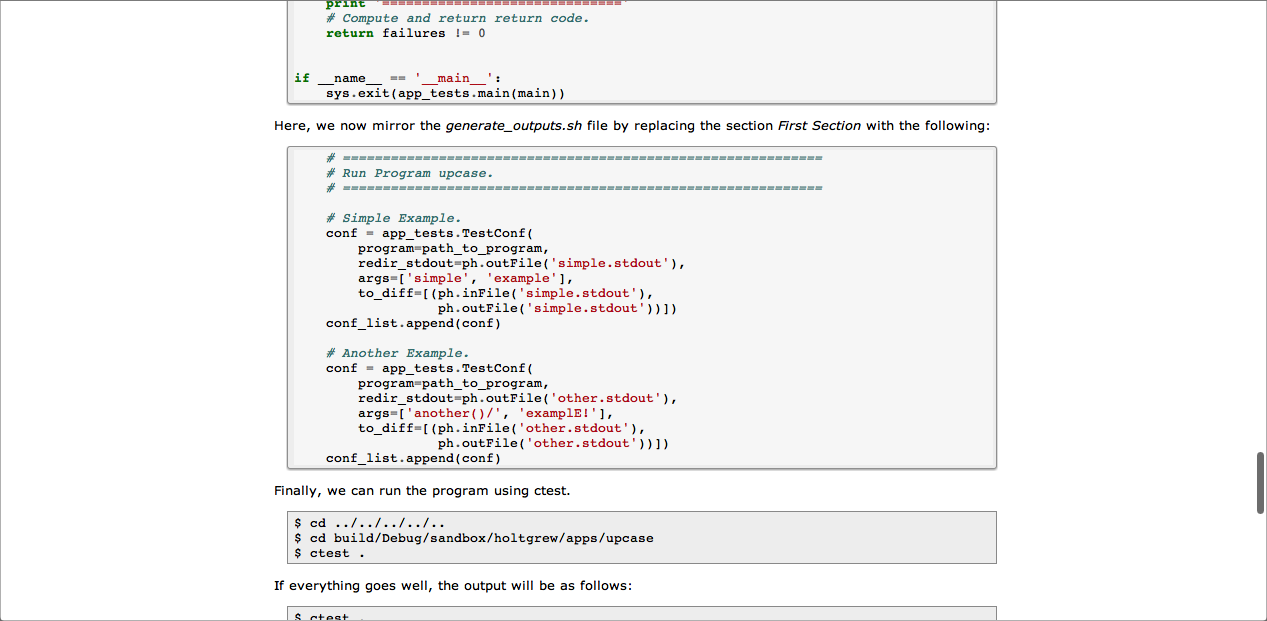 print '=============================='
# Compute and return return code.
return failures != 0
if __name__ == '__main__':
sys.exit(app_tests.main(main))
Here, we now mirror the generate_outputs.sh file by replacing the section First Section with the following:
# ============================================================
# Run Program upcase.
# ============================================================
# Simple Example.
conf = app_tests.TestConf(
program=path_to_program,
redir_stdout=ph.outFile('simple.stdout'),
args=['simple', 'example'],
to_diff=[(ph.inFile('simple.stdout'),
ph.outFile('simple.stdout'))])
conf_list.append(conf)
# Another Example.
conf = app_tests.TestConf(
program=path_to_program,
redir_stdout=ph.outFile('other.stdout'),
args=['another()/', 'examplE!'],
to_diff=[(ph.inFile('other.stdout'),
ph.outFile('other.stdout'))])
conf_list.append(conf)
Finally, we can run the program using ctest.
$ cd ../../../../..
$ cd build/Debug/sandbox/holtgrew/apps/upcase
$ ctest .
If everything goes well, the output will be as follows:
$ ctest .